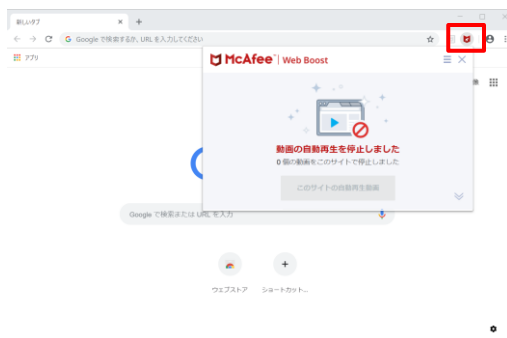 新しいタブ
Google で検索するか、URL を入力してください
アプリ
McAfee | Web Boost
動画の自動再生を停止しました
0 個の動画をこのサイトで停止しました
このサイトの自動再生動画
Google で検索または URL を入力
ウェブストア
ショートカット...